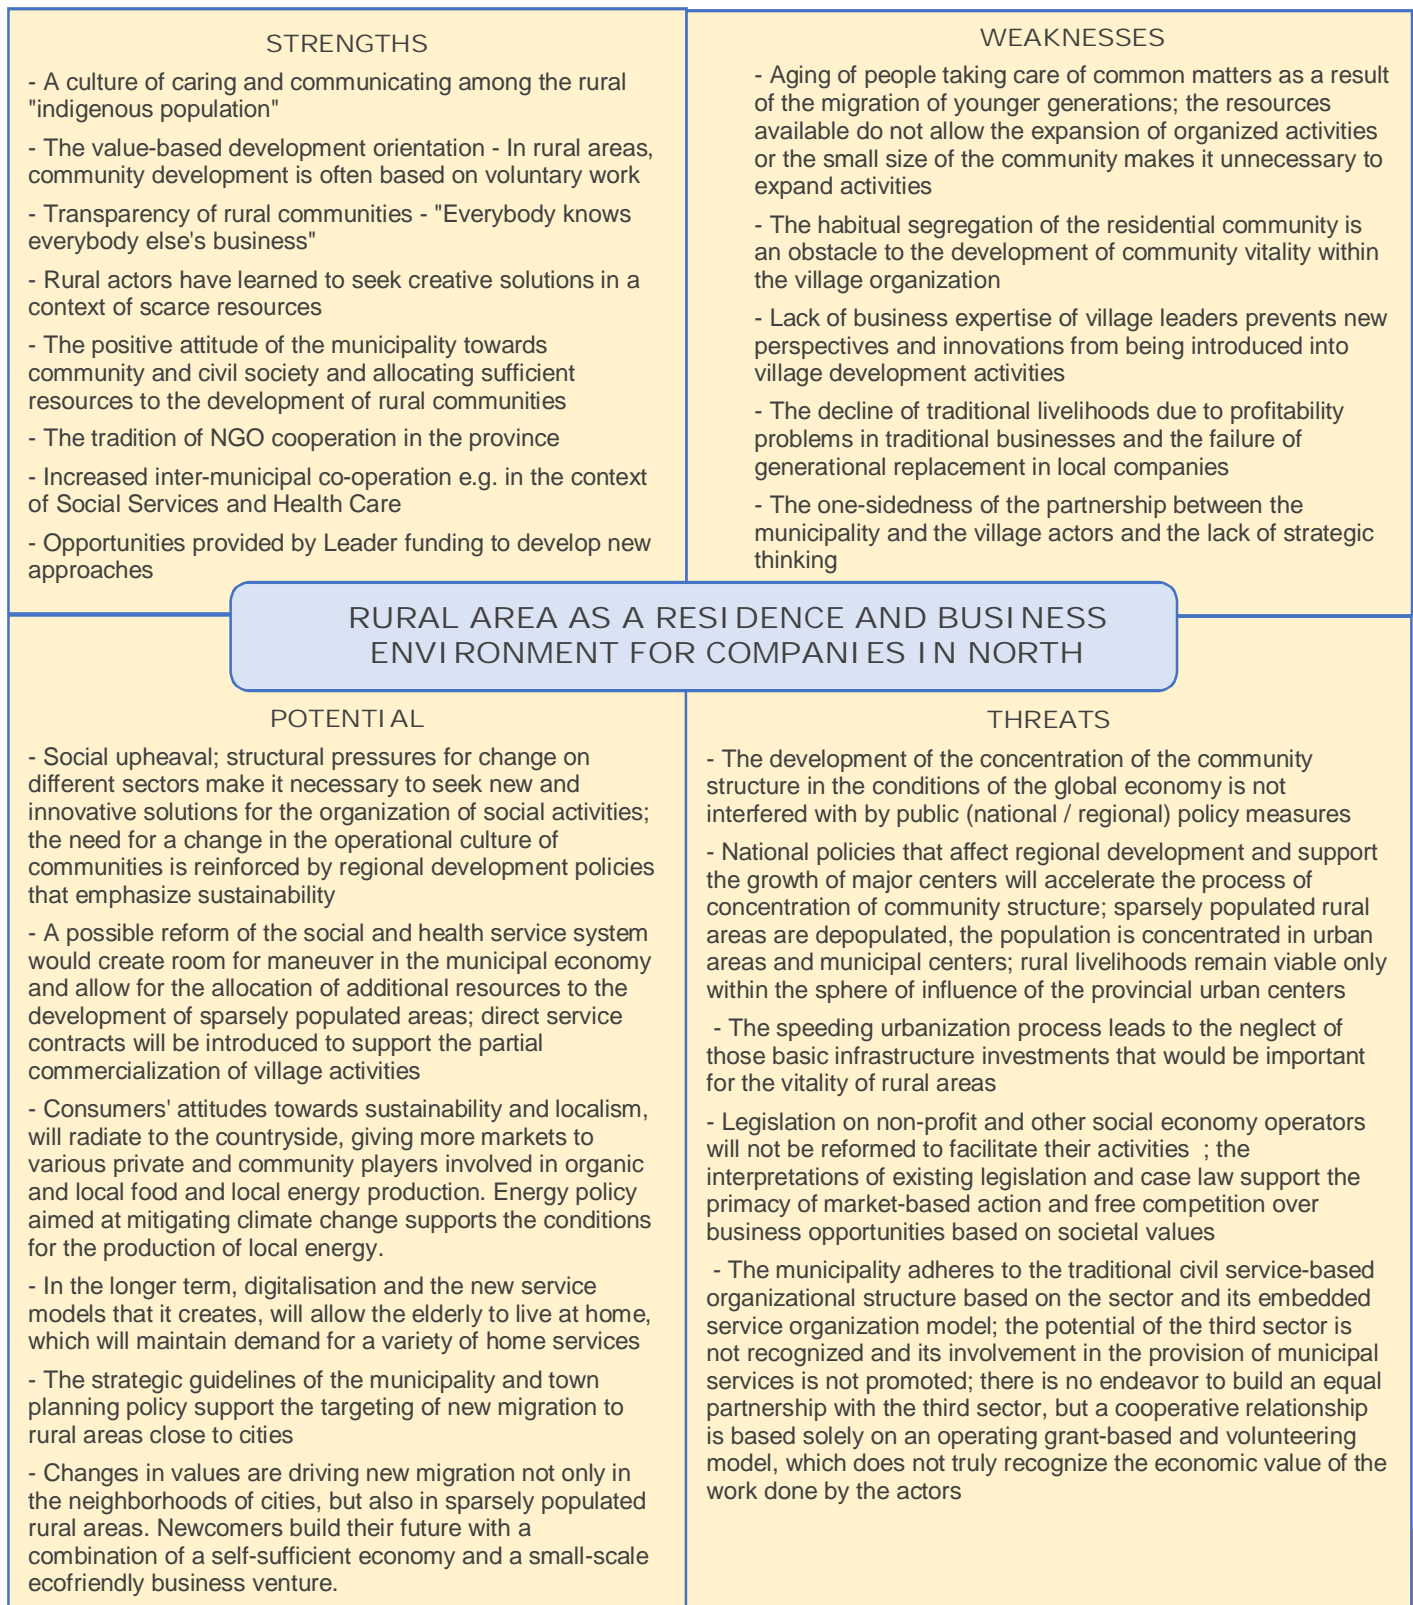 STRENGTHS
- A culture of caring and communicating among the rural
"indigenous population"
- The value-based development orientation - In rural areas,
community development is often based on voluntary work
- Transparency of rural communities - "Everybody knows
everybody else's business"
- Rural actors have learned to seek creative solutions in a
context of scarce resources
- The positive attitude of the municipality towards
community and civil society and allocating sufficient
resources to the development of rural communities
- The tradition of NGO cooperation in the province
- Increased inter-municipal co-operation e.g. in the context
of Social Services and Health Care
- Opportunities provided by Leader funding to develop new
approaches
WEAKNESSES
- Aging of people taking care of common matters as a result
of the migration of younger generations; the resources
available do not allow the expansion of organized activities
or the small size of the community makes it unnecessary to
expand activities
- The habitual segregation of the residential community is
an obstacle to the development of community vitality within
the village organization
- Lack of business expertise of village leaders prevents new
perspectives and innovations from being introduced into
village development activities
- The decline of traditional livelihoods due to profitability
problems in traditional businesses and the failure of
generational replacement in local companies
- The one-sidedness of the partnership between the
municipality and the village actors and the lack of strategic
thinking
RURAL AREA AS A RESIDENCE AND BUSINESS
ENVIRONMENT FOR COMPANIES IN NORTH
POTENTIAL
- Social upheaval; structural pressures for change on
different sectors make it necessary to seek new and
innovative solutions for the organization of social activities;
the need for a change in the operational culture of
communities is reinforced by regional development policies
that emphasize sustainability
- A possible reform of the social and health service system
would create room for maneuver in the municipal economy
and allow for the allocation of additional resources to the
development of sparsely populated areas; direct service
contracts will be introduced to support the partial
commercialization of village activities
- Consumers' attitudes towards sustainability and localism,
will radiate to the countryside, giving more markets to
various private and community players involved in organic
and local food and local energy production. Energy policy
aimed at mitigating climate change supports the conditions
for the production of local energy.
- In the longer term, digitalisation and the new service
models that it creates, will allow the elderly to live at home,
which will maintain demand for a variety of home services
- The strategic guidelines of the municipality and town
planning policy support the targeting of new migration to
rural areas close to cities
- Changes in values are driving new migration not only in
the neighborhoods of cities, but also in sparsely populated
rural areas. Newcomers build their future with a
combination of a self-sufficient economy and a small-scale
ecofriendly business venture.
THREATS
- The development of the concentration of the community
structure in the conditions of the global economy is not
interfered with by public (national / regional) policy measures
- National policies that affect regional development and support
the growth of major centers will accelerate the process of
concentration of community structure; sparsely populated rural
areas are depopulated, the population is concentrated in urban
areas and municipal centers; rural livelihoods remain viable only
within the sphere of influence of the provincial urban centers
- The speeding urbanization process leads to the neglect of
those basic infrastructure investments that would be important
for the vitality of rural areas
- Legislation on non-profit and other social economy operators
will not be reformed to facilitate their activities ; the
interpretations of existing legislation and case law support the
primacy of market-based action and free competition over
business opportunities based on societal values
- The municipality adheres to the traditional civil service-based
organizational structure based on the sector and its embedded
service organization model; the potential of the third sector is
not recognized and its involvement in the provision of municipal
services is not promoted; there is no endeavor to build an equal
partnership with the third sector, but a cooperative relationship
is based solely on an operating grant-based and volunteering
model, which does not truly recognize the economic value of the
work done by the actors